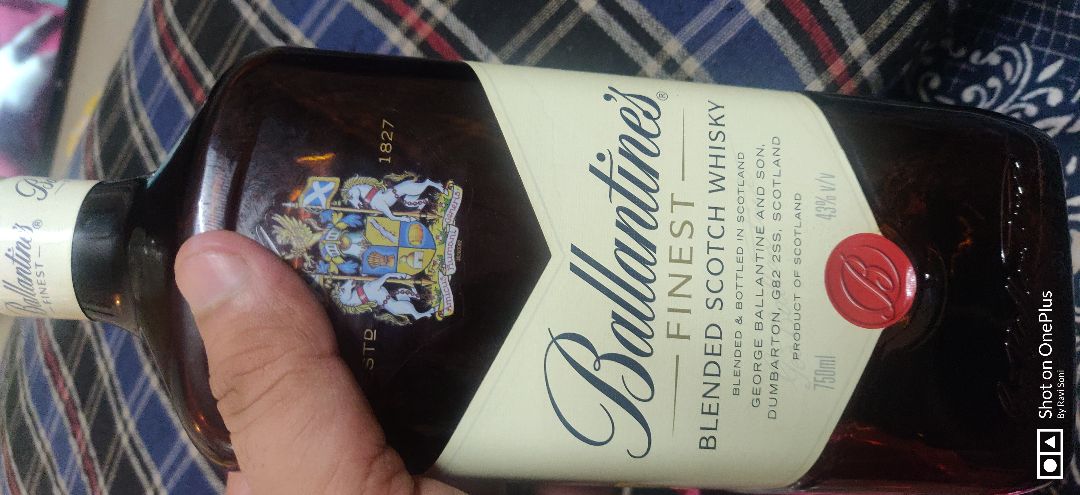 Ballantine's
FINEST
ESTD 1827
Ballantine's®
FINEST
BLENDED SCOTCH WHISKY
BLENDED & BOTTLED IN SCOTLAND
GEORGE BALLANTINE AND SON,
DUMBARTON, G82 2SS, SCOTLAND
PRODUCT OF SCOTLAND
750ml 43% v/v
B
Shot on OnePlus
By Ravi Soni